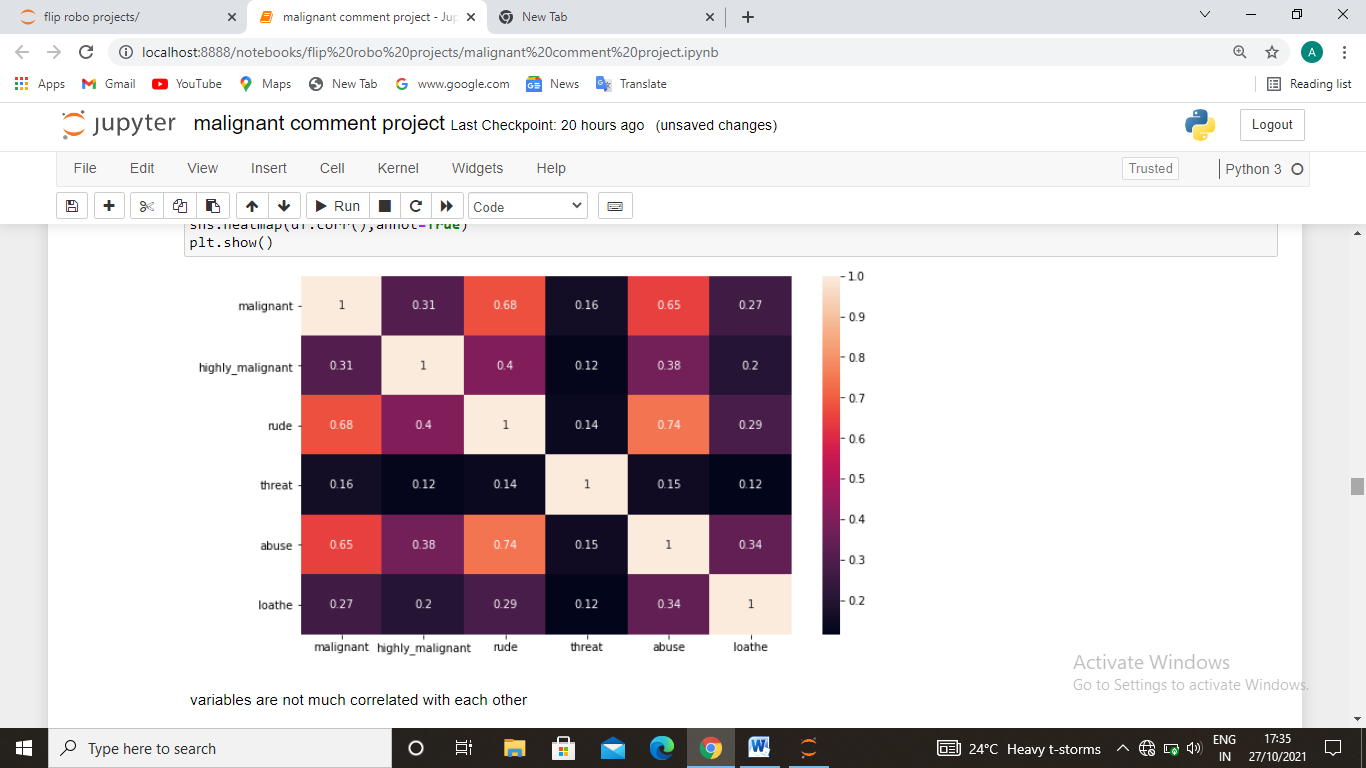 flip robo projects/
malignant comment project - Jup
New Tab
localhost:8888/notebooks/flip%20robo%20projects/malignant%20comment%20project.ipynb
A
Apps Gmail YouTube Maps New Tab www.google.com News Translate Reading list
jupyter malignant comment project Last Checkpoint: 20 hours ago (unsaved changes) Logout
File Edit View Insert Cell Kernel Widgets Help Trusted Python 3
Run Code
sns.heatmap(df.corr(),annot=True)
plt.show()
malignant 1 0.31 0.68 0.16 0.65 0.27
highly_malignant 0.31 1 0.4 0.12 0.38 0.2
rude 0.68 0.4 1 0.14 0.74 0.29
threat 0.16 0.12 0.14 1 0.15 0.12
abuse 0.65 0.38 0.74 0.15 1 0.34
loathe 0.27 0.2 0.29 0.12 0.34 1
malignant highly_malignant rude threat abuse loathe
1.0
0.9
0.8
0.7
0.6
0.5
0.4
0.3
0.2
variables are not much correlated with each other
Activate Windows
Go to Settings to activate Windows.
Type here to search
24°C Heavy t-storms
ENG
IN
17:35
27/10/2021